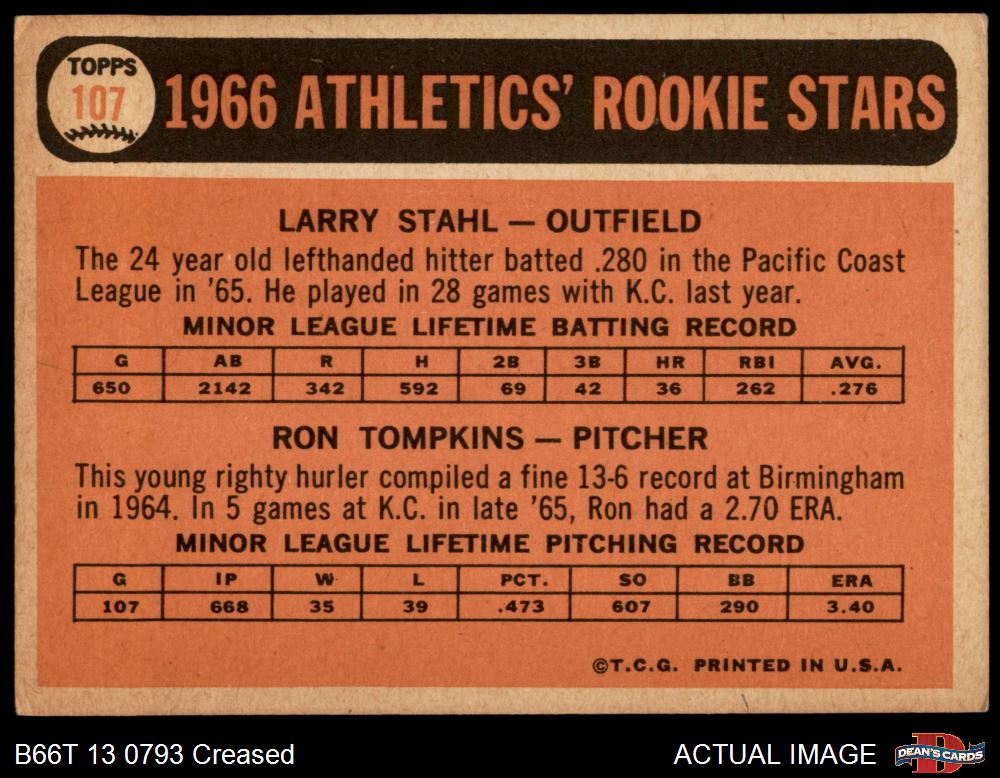 TOPPS
107
1966 ATHLETICS' ROOKIE STARS
LARRY STAHL — OUTFIELD
The 24 year old lefthanded hitter batted .280 in the Pacific Coast
League in '65. He played in 28 games with K.C. last year.
MINOR LEAGUE LIFETIME BATTING RECORD
G AB R H 2B 3B HR RBI AVG.
650 2142 342 592 69 42 36 262 .276
RON TOMPKINS — PITCHER
This young righty hurler compiled a fine 13-6 record at Birmingham
in 1964. In 5 games at K.C. in late '65, Ron had a 2.70 ERA.
MINOR LEAGUE LIFETIME PITCHING RECORD
G IP W L PCT. SO BB ERA
107 668 35 39 .473 607 290 3.40
©T.C.G. PRINTED IN U.S.A.
B66T 13 0793 Creased
ACTUAL IMAGE
D
DEAN'S CARDS